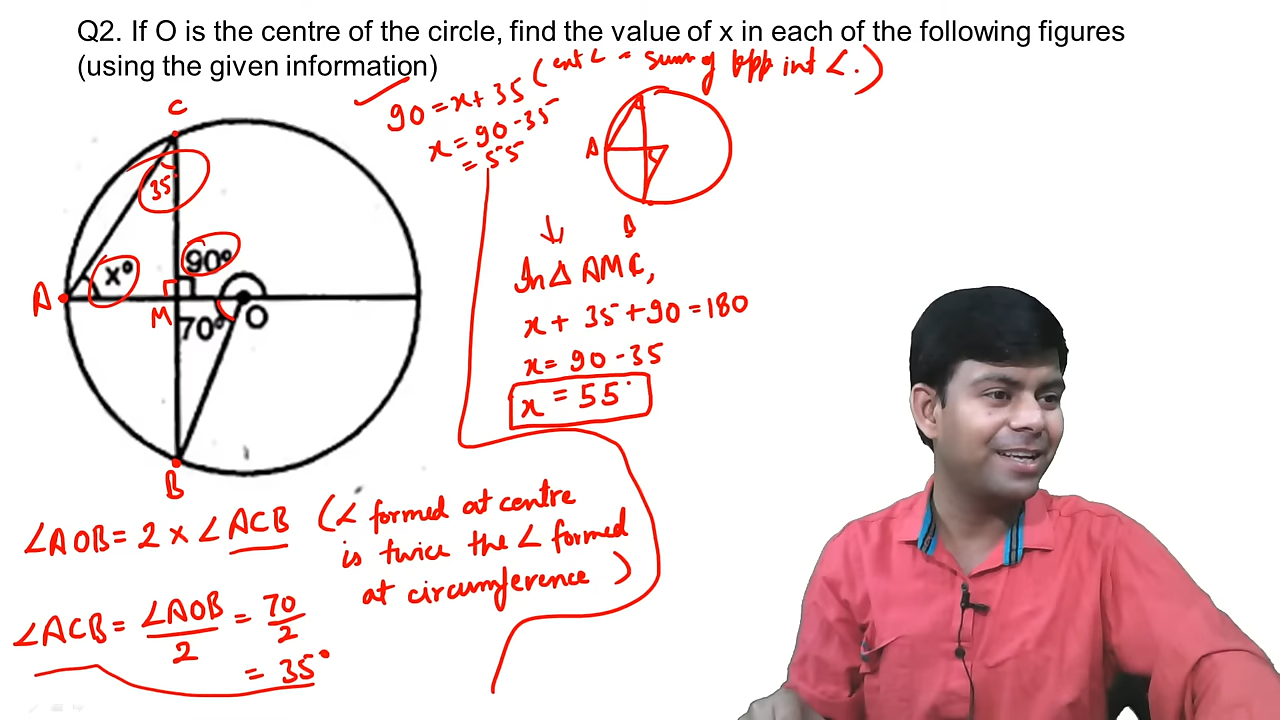 Q2. If O is the centre of the circle, find the value of x in each of the following figures
(using the given information)
90 = x + 35 (ext ∠ = sum of opp int ∠.)
x = 90 - 35
= 55
C
35°
90°
x°
A
M
70°
O
B
A
B
In Δ AMC,
x + 35 + 90 = 180
x = 90 - 35
x = 55°
∠AOB = 2 × ∠ACB (∠ formed at centre
is twice the ∠ formed
at circumference)
∠ACB = ∠AOB/2 = 70/2
= 35°